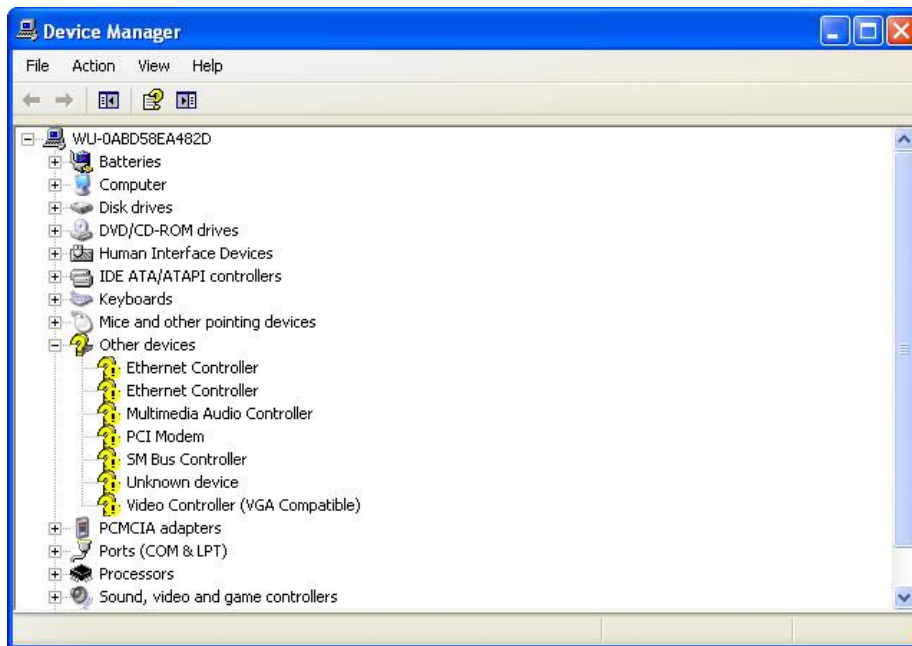 Device Manager
File Action View Help
WU-0ABD58EA482D
Batteries
Computer
Disk drives
DVD/CD-ROM drives
Human Interface Devices
IDE ATA/ATAPI controllers
Keyboards
Mice and other pointing devices
Other devices
Ethernet Controller
Ethernet Controller
Multimedia Audio Controller
PCI Modem
SM Bus Controller
Unknown device
Video Controller (VGA Compatible)
PCMCIA adapters
Ports (COM & LPT)
Processors
Sound, video and game controllers